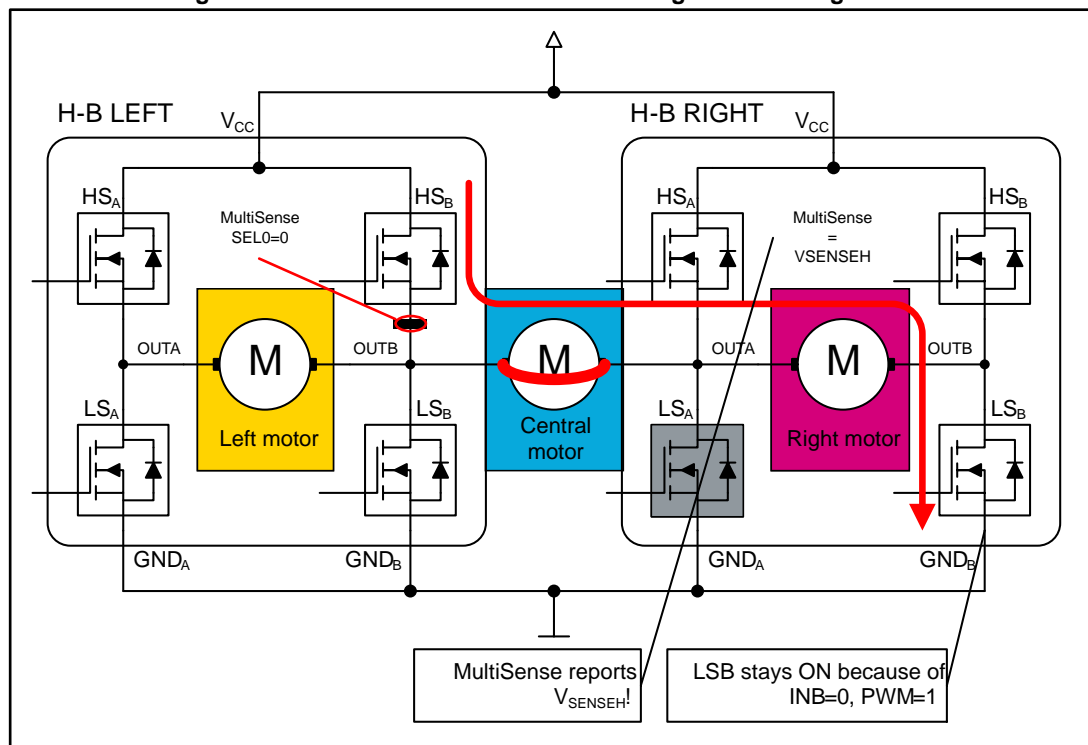 H-B LEFT
H-B RIGHT
VCC
VCC
HSA
HSB
HSA
HSB
MultiSense
SEL0=0
MultiSense
=
VSENSEH
M
M
M
OUTA
OUTB
OUTA
OUTB
LSA
LSB
LSA
LSB
Left motor
Central
motor
Right motor
GNDA
GNDB
GNDA
GNDB
MultiSense reports
VSENSEH!
LSB stays ON because of
INB=0, PWM=1